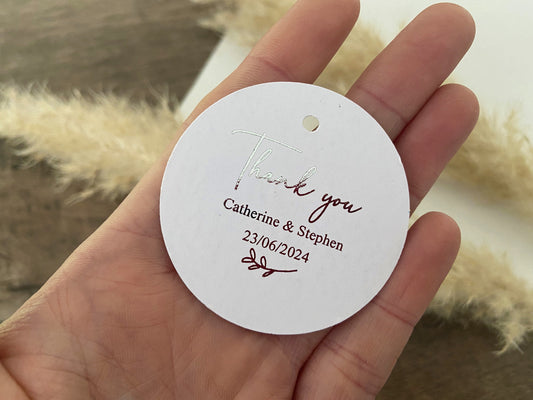 Thank you
Catherine & Stephen
23/06/2024